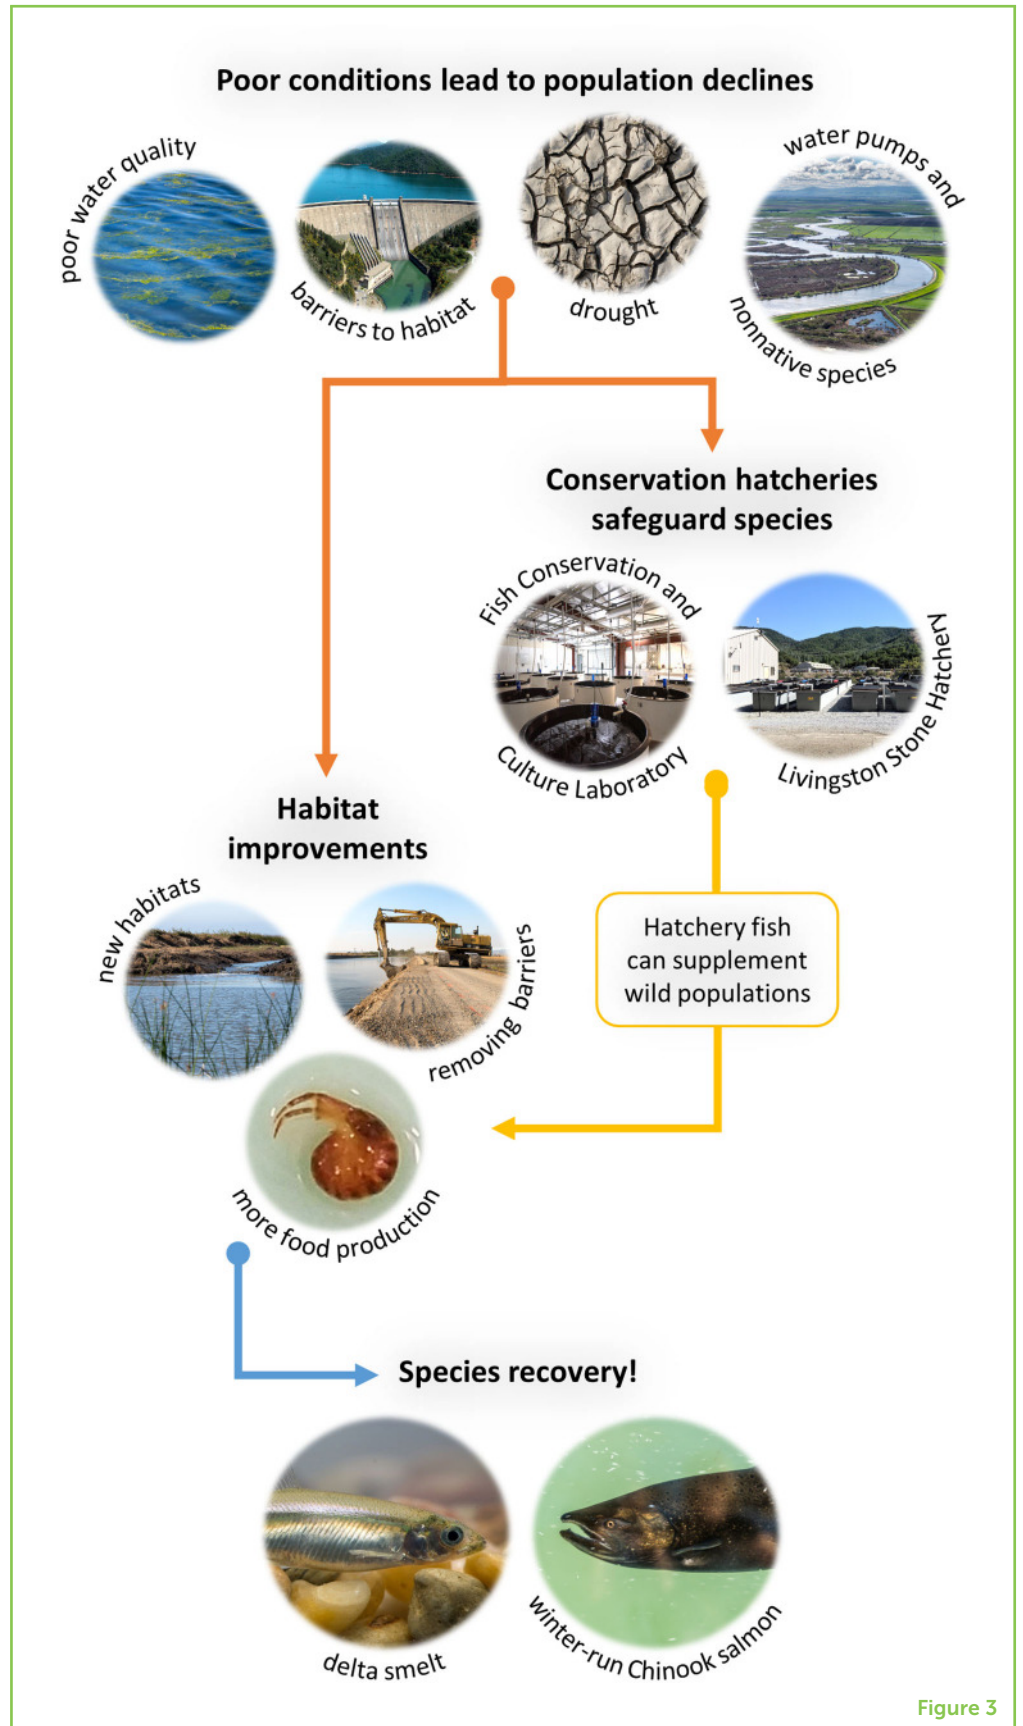 Poor conditions lead to population declines
poor water quality
barriers to habitat
drought
water pumps and
nonnative species
Conservation hatcheries
safeguard species
Fish Conservation and
Culture Laboratory
Livingston Stone Hatchery
Habitat
improvements
new habitats
removing barriers
more food production
Hatchery fish
can supplement
wild populations
Species recovery!
delta smelt
winter-run Chinook salmon
Figure 3